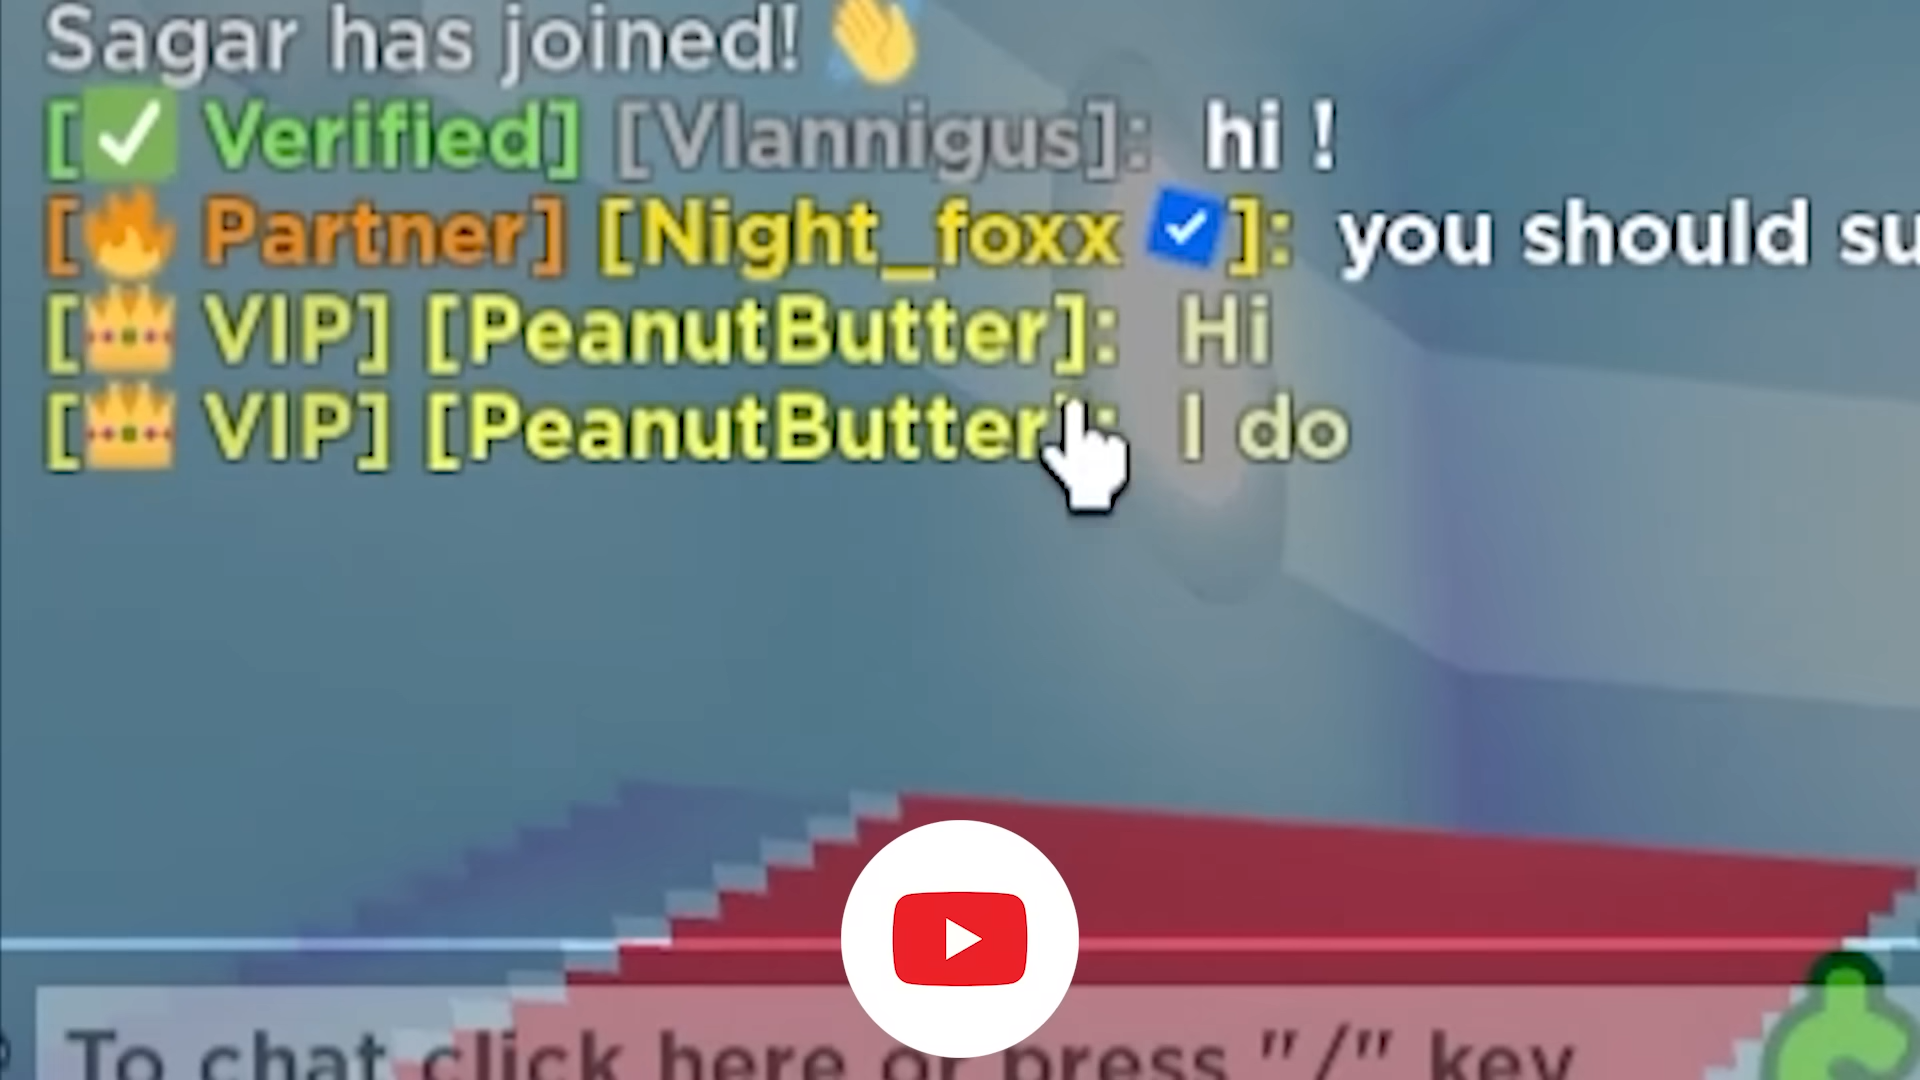 Sagar has joined! 👋
[✅ Verified] [Vlannigus]: hi !
[🔥 Partner] [Night_foxx ☑️]: you should
[👑 VIP] [PeanutButter]: Hi
[👑 VIP] [PeanutButter]: I do
To chat click here or press "/" key